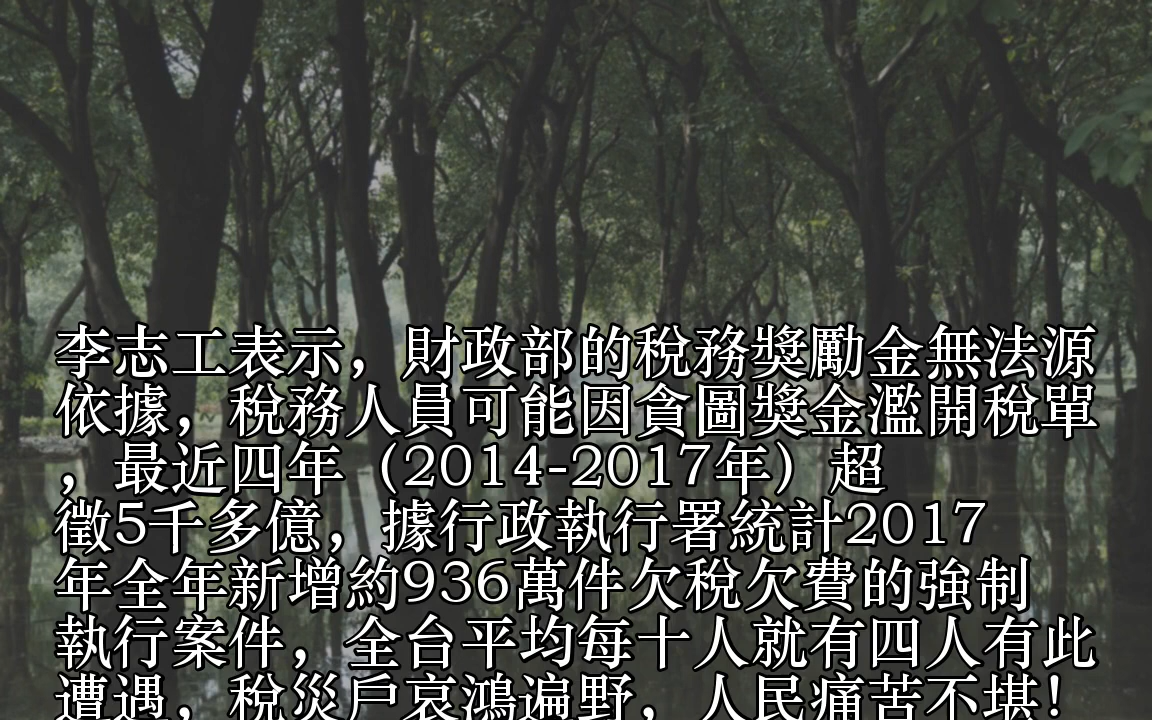 李志工表示，財政部的稅務獎勵金無法源
依據，稅務人員可能因貪圖獎金濫開稅單
，最近四年（2014-2017年）超
徵5千多億，據行政執行署統計2017
年全年新增約936萬件欠稅欠費的強制
執行案件，全台平均每十人就有四人有此
遭遇，稅災戶哀鴻遍野，人民痛苦不堪！